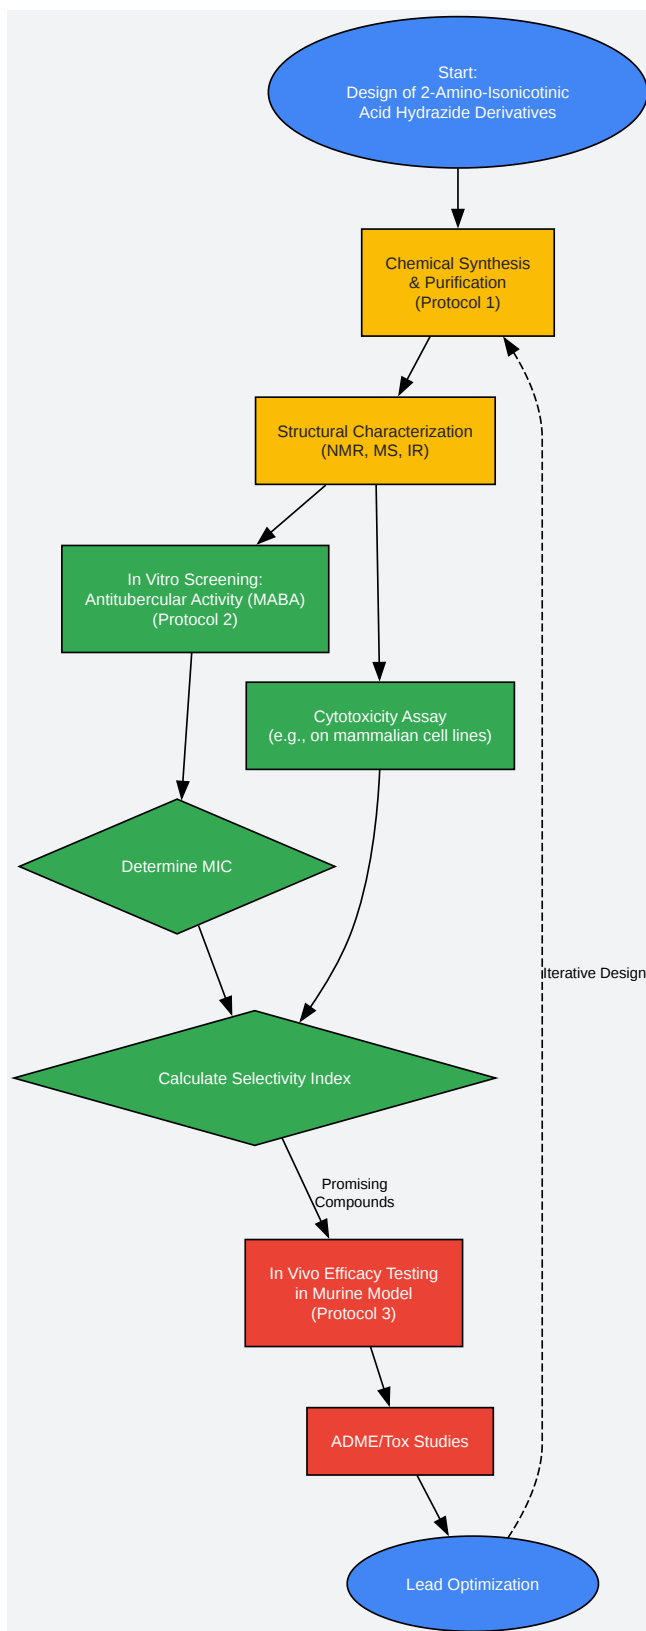 Start:
Design of 2-Amino-Isonicotinic
Acid Hydrazide Derivatives
Chemical Synthesis
& Purification
(Protocol 1)
Structural Characterization
(NMR, MS, IR)
In Vitro Screening:
Antitubercular Activity (MABA)
(Protocol 2)
Cytotoxicity Assay
(e.g., on mammalian cell lines)
Determine MIC
Iterative Design
Calculate Selectivity Index
Promising
Compounds
In Vivo Efficacy Testing
in Murine Model
(Protocol 3)
ADME/Tox Studies
Lead Optimization